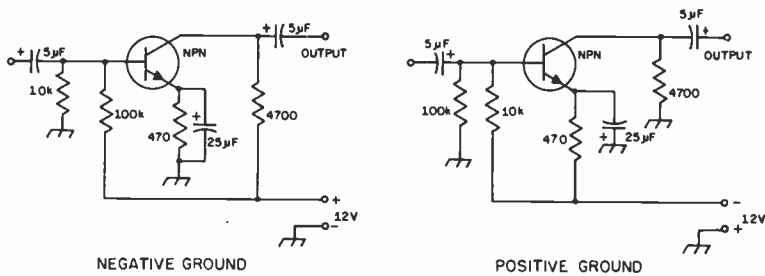 + 5µF
10k
100k
NPN
+
470
25µF
+ 5µF
OUTPUT
4700
+
12V
-
NEGATIVE GROUND
5µF
+
100k
10k
NPN
470
+
25µF
5µF
+
OUTPUT
4700
-
12V
+
POSITIVE GROUND